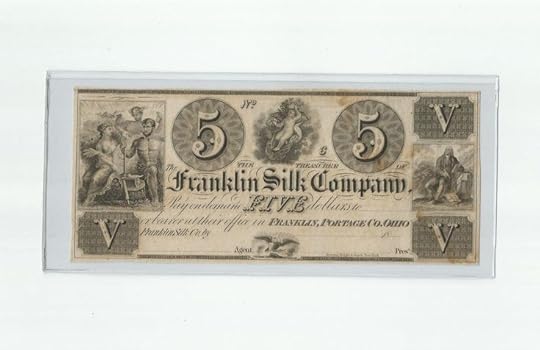 No
V
5
5
$
The THE TREASURER OF
Franklin Silk Company.
Pay on demand FIVE dollars to
or bearer at their office in FRANKLIN, PORTAGE CO. OHIO
Franklin Silk Co. by 18
V
V
Agent. Prest.